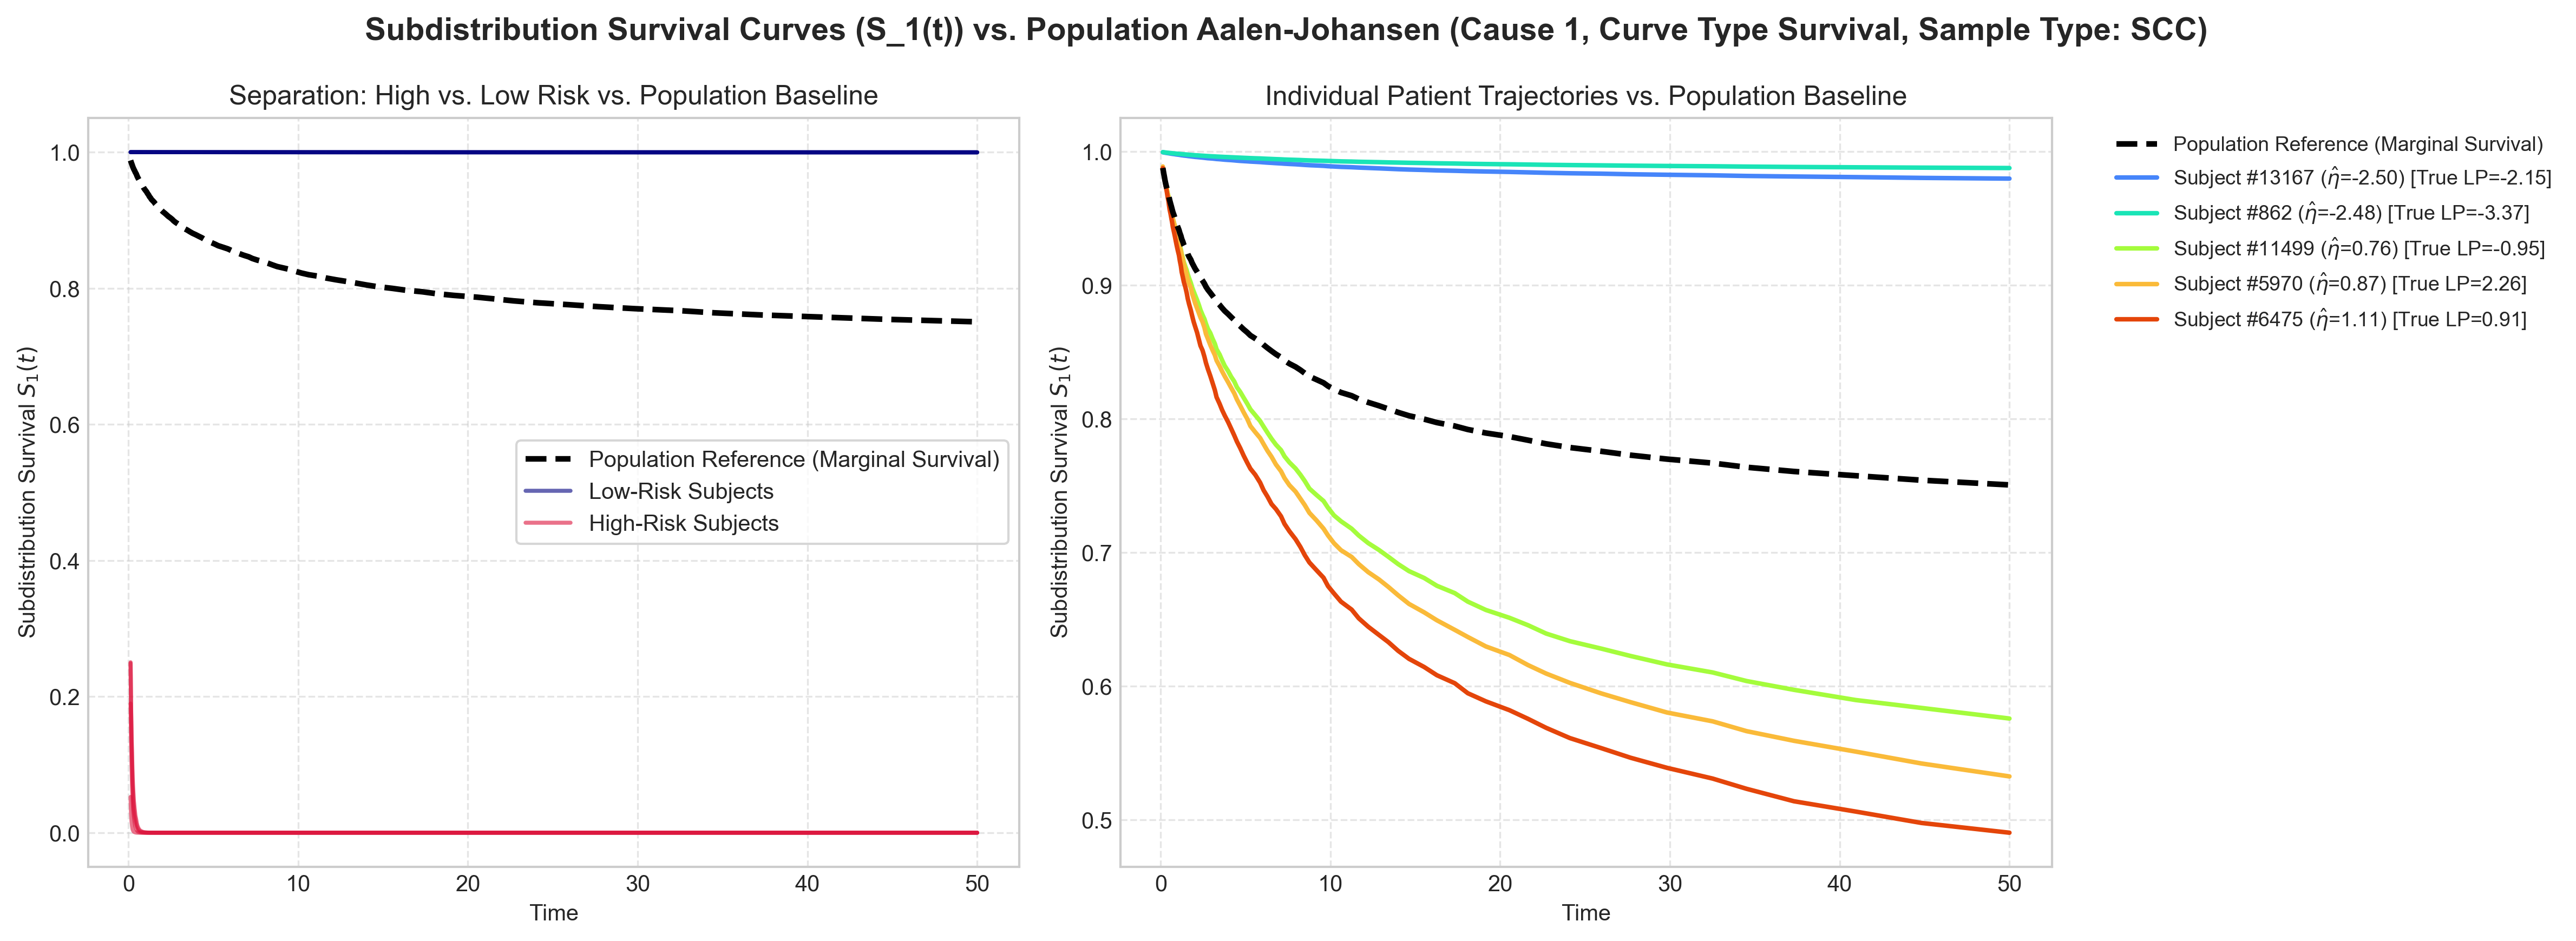 Subdistribution Survival Curves (S_1(t)) vs. Population Aalen-Johansen (Cause 1, Curve Type Survival, Sample Type: SCC)
Separation: High vs. Low Risk vs. Population Baseline
Subdistribution Survival S₁(t)
1.0
0.8
0.6
0.4
0.2
0.0
Population Reference (Marginal Survival)
Low-Risk Subjects
High-Risk Subjects
0 10 20 30 40 50
Time
Individual Patient Trajectories vs. Population Baseline
Subdistribution Survival S₁(t)
1.0
0.9
0.8
0.7
0.6
0.5
0 10 20 30 40 50
Time
Population Reference (Marginal Survival)
Subject #13167 (η̂=-2.50) [True LP=-2.15]
Subject #862 (η̂=-2.48) [True LP=-3.37]
Subject #11499 (η̂=0.76) [True LP=-0.95]
Subject #5970 (η̂=0.87) [True LP=2.26]
Subject #6475 (η̂=1.11) [True LP=0.91]